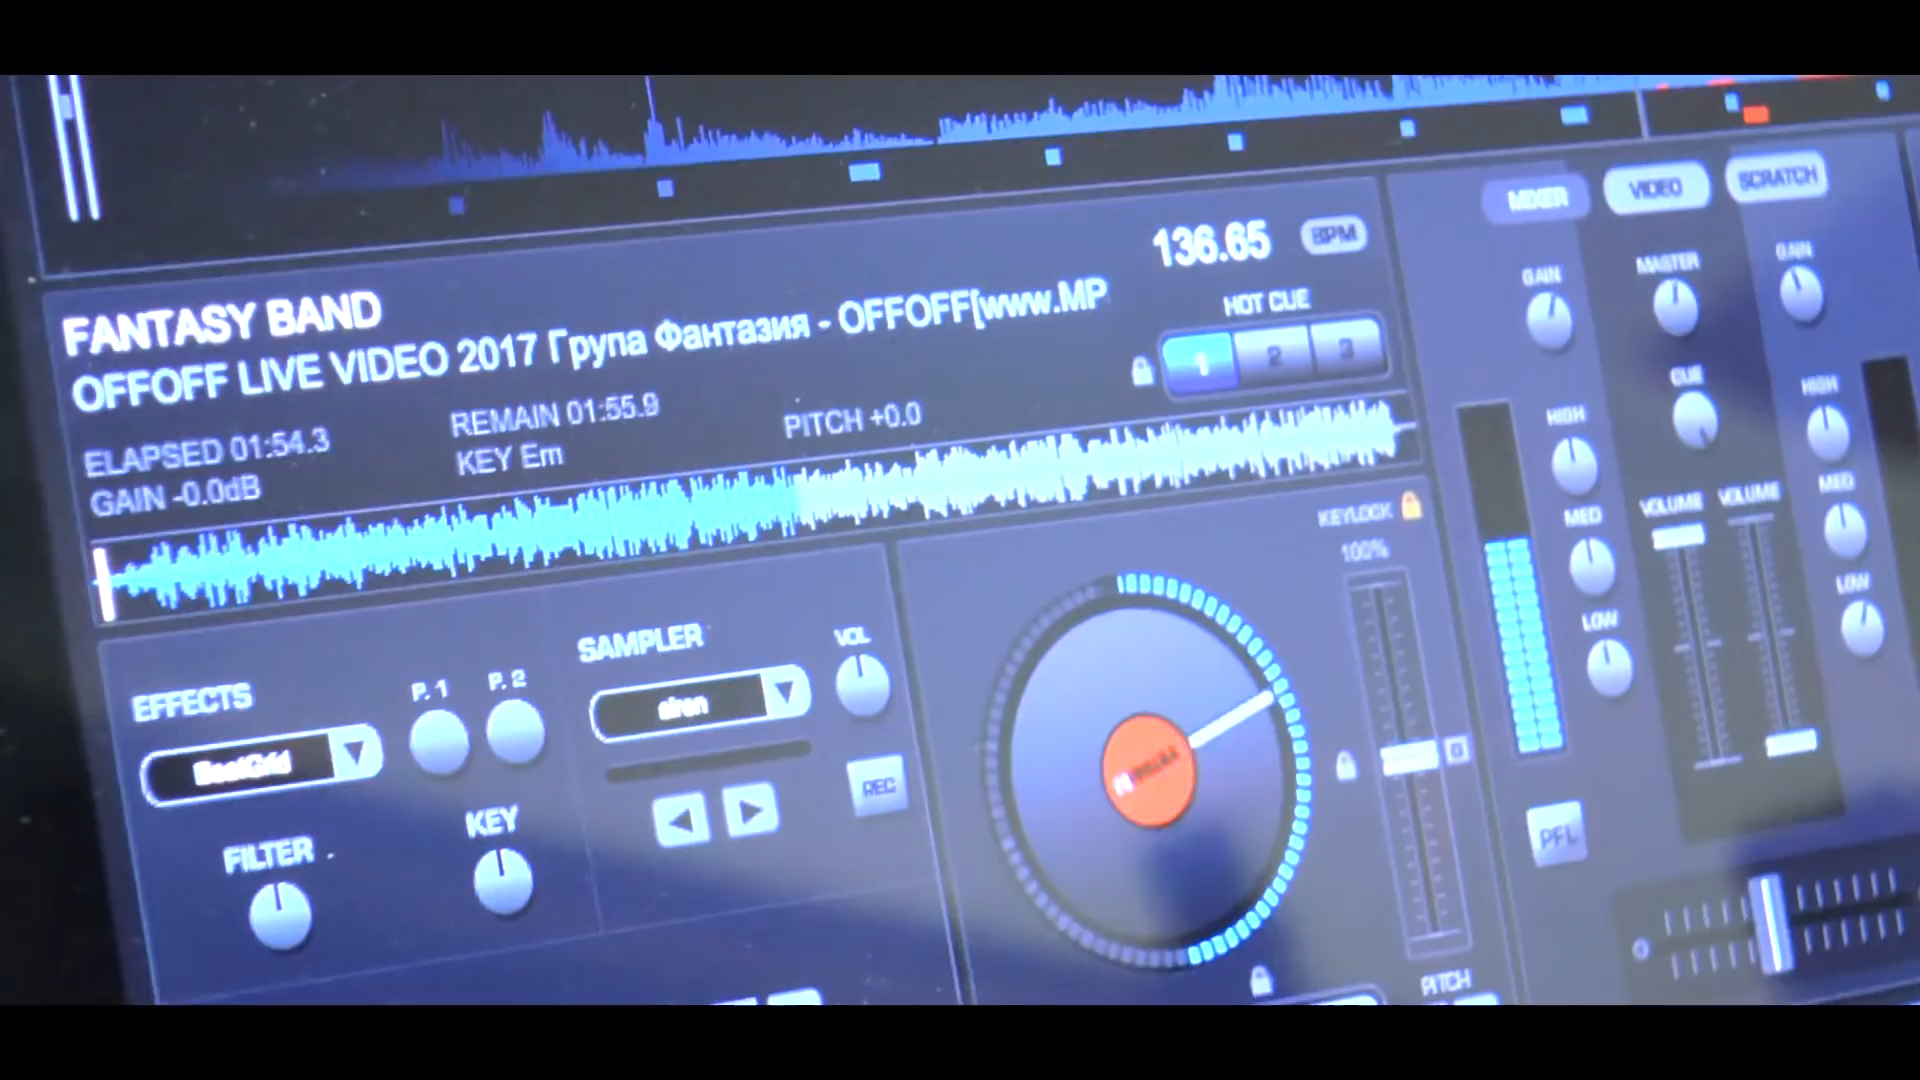 MIXER
VIDEO
SCRATCH
136.65 BPM
FANTASY BAND
OFFOFF LIVE VIDEO 2017 Група Фантазия - OFFOFF[www.MP
HOT CUE
1 2 3
ELAPSED 01:54.3
REMAIN 01:55.9
PITCH +0.0
GAIN -0.0dB
KEY Em
KEYLOCK
100%
EFFECTS
P. 1
P. 2
BeatGrid
FILTER
KEY
SAMPLER
siren
VOL
REC
PITCH
GAIN
MASTER
GAIN
HIGH
CUE
HIGH
MED
VOLUME
VOLUME
MED
LOW
LOW
PFL